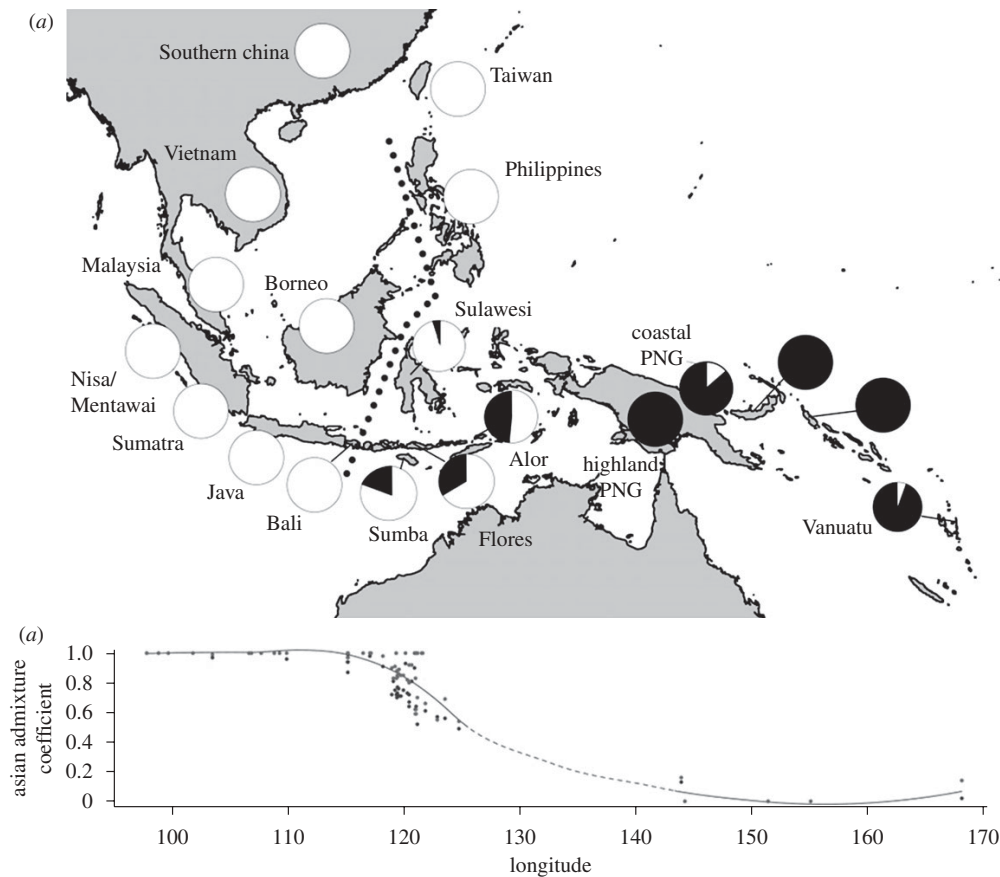 (a)
Southern china
Taiwan
Vietnam
Philippines
Malaysia
Borneo
Sulawesi
coastal
PNG
Nisa/
Mentawai
Sumatra
Alor
highland
PNG
Java
Bali
Sumba
Flores
Vanuatu
(a)
asian admixture
coefficient
1.0
0.8
0.6
0.4
0.2
0
100 110 120 130 140 150 160 170
longitude